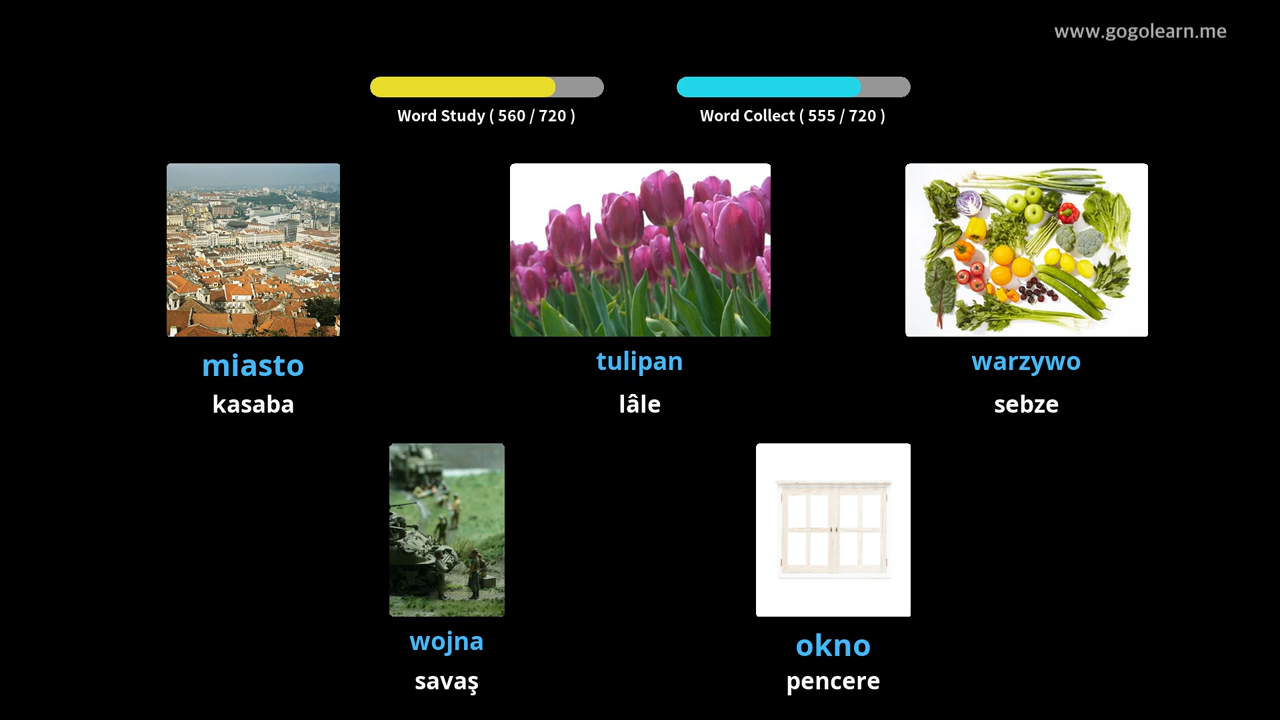 www.gogolearn.me
Word Study ( 560 / 720 )
Word Collect ( 555 / 720 )
miasto
kasaba
tulipan
lâle
warzywo
sebze
wojna
savaş
okno
pencere